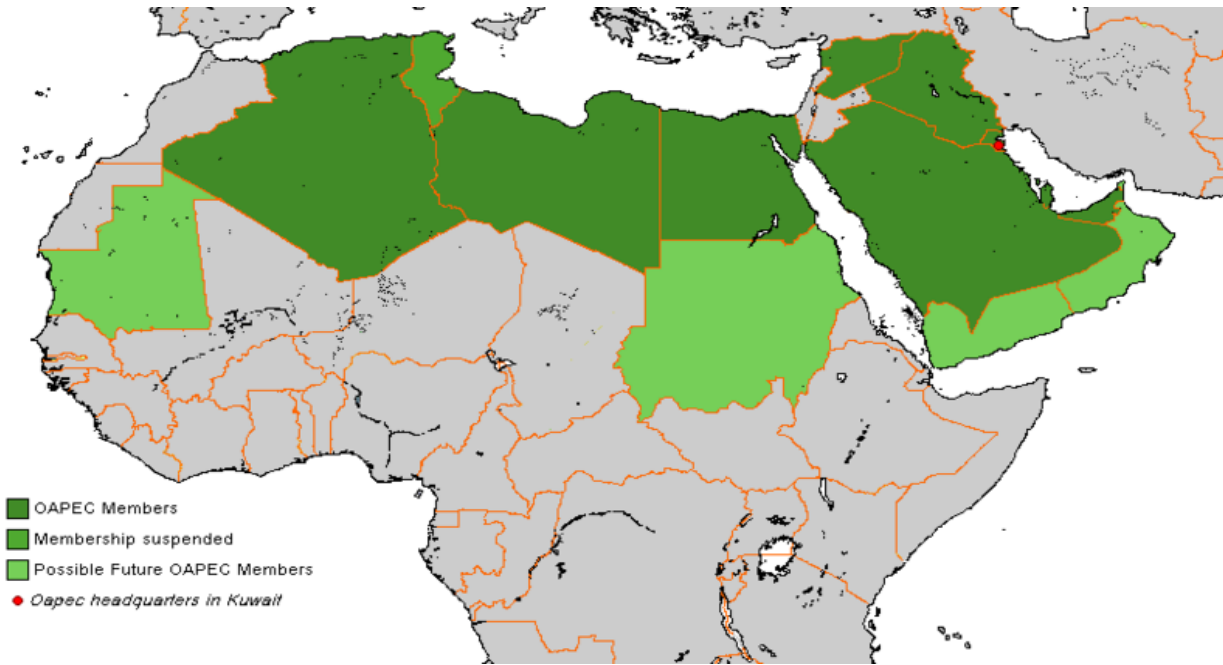 OAPEC Members
Membership suspended
Possible Future OAPEC Members
Oapec headquarters in Kuwait